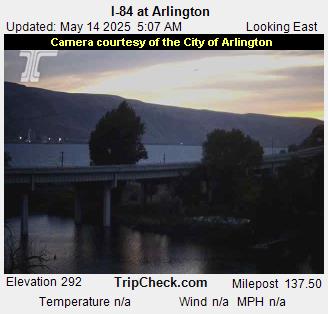 I-84 at Arlington
Updated: May 14 2025 5:07 AM Looking East
Camera courtesy of the City of Arlington
Elevation 292 TripCheck.com Milepost 137.50
Temperature n/a Wind n/a MPH n/a